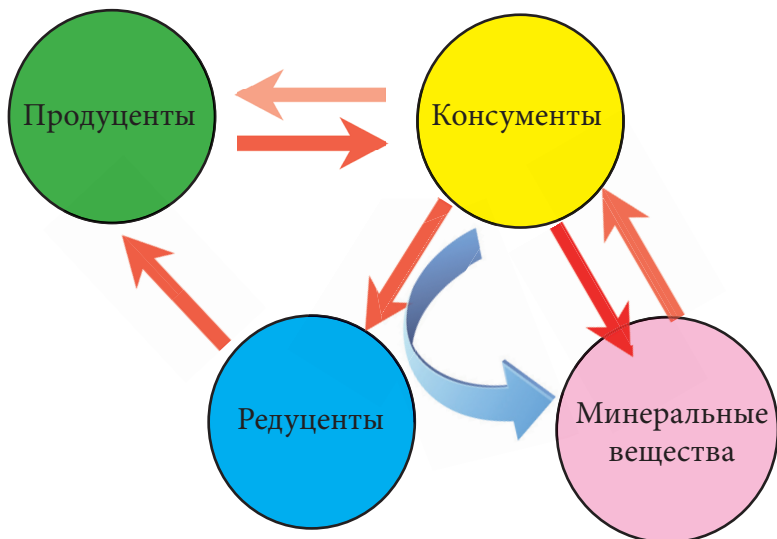 Продуценты
Консументы
Редуценты
Минеральные
вещества